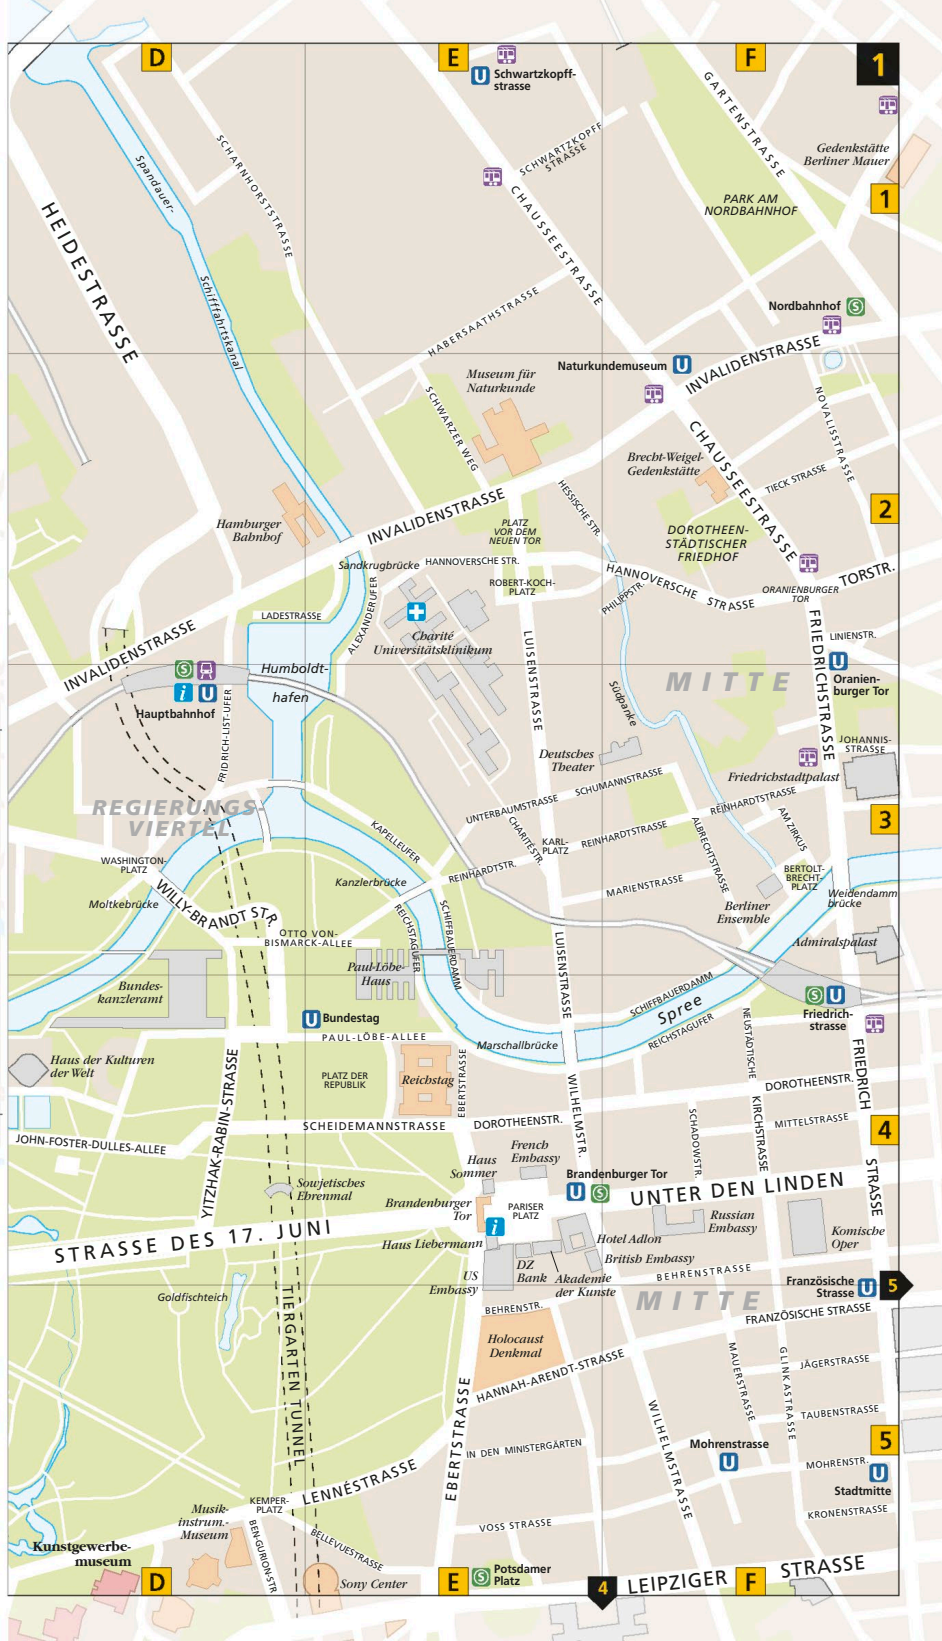 D
E
F
1
U
Schwartzkopff-
strasse
GARTENSTRASSE
Gedenkstätte
Berliner Mauer
SCHWARTZKOPFF
STRASSE
SCHARNHORSTSTRASSE
Spandauer-
1
PARK AM
NORDBAHNHOF
HEIDESTRASSE
CHAUSSEESTRASSE
Schifffahrtskanal
Nordbahnhof S
HABERSAATHSTRASSE
INVALIDENSTRASSE
Naturkundemuseum U
Museum für
Naturkunde
SCHWARZER WEG
NOVALISSTRASSE
CHAUSSEESTRASSE
Brecht-Weigel-
Gedenkstätte
TIECK STRASSE
HESSISCHE STR.
INVALIDENSTRASSE
2
Hamburger
Bahnhof
PLATZ
VOR DEM
NEUEN TOR
DOROTHEEN-
STÄDTISCHER
FRIEDHOF
Sandkrugbrücke
HANNOVERSCHE STR.
HANNOVERSCHE STRASSE
TORSTR.
ROBERT-KOCH-
PLATZ
PHILIPPSTR.
ORANIENBURGER
TOR
LADESTRASSE
ALEXANDERUFER
Charité
Universitätsklinikum
INVALIDENSTRASSE
LUISENSTRASSE
FRIEDRICHSTRASSE
LINIENSTR.
S
Humboldt-
hafen
U
Oranien-
burger Tor
MITTE
i U
Hauptbahnhof
FRIDRICH-LIST-UFER
Südpanke
JOHANNIS-
STRASSE
Deutsches
Theater
Friedrichstadtpalast
SCHUMANNSTRASSE
UNTERBAUMSTRASSE
REINHARDTSTRASSE
REGIERUNGS-
VIERTEL
3
KAPELLEUFER
CHARITÉSTR.
KARL-
PLATZ
REINHARDTSTRASSE
ALBRECHTSTRASSE
AM ZIRKUS
WASHINGTON-
PLATZ
REINHARDTSTR.
BERTOLT-
BRECHT-
PLATZ
Kanzlerbrücke
MARIENSTRASSE
Weidendamm
brücke
Moltkebrücke
WILLY-BRANDT STR.
Berliner
Ensemble
REICHSTAGUFER
SCHIFFBAUERDAMM
OTTO VON-
BISMARCK-ALLEE
LUISENSTRASSE
Admiralspalast
Paul-Löbe-
Haus
Bundes-
kanzleramt
SCHIFFBAUERDAMM
Spree
REICHSTAGUFER
S U
Friedrich-
strasse
U Bundestag
PAUL-LÖBE-ALLEE
Marschallbrücke
NEUSTÄDTISCHE
KIRCHSTRASSE
Haus der Kulturen
der Welt
PLATZ DER
REPUBLIK
Reichstag
EBERTSTRASSE
WILHELMSTR.
FRIEDRICH
STRASSE
DOROTHEENSTR.
YITZHAK-RABIN-STRASSE
SCHADOWSTR.
MITTELSTRASSE
SCHEIDEMANNSTRASSE
DOROTHEENSTR.
4
JOHN-FOSTER-DULLES-ALLEE
French
Embassy
Haus
Sommer
Brandenburger Tor
U S
UNTER DEN LINDEN
Sowjetisches
Ehrenmal
Brandenburger
Tor
PARISER
PLATZ
Russian
Embassy
Komische
Oper
STRASSE DES 17. JUNI
i
Haus Liebermann
Hotel Adlon
US
Embassy
DZ
Bank
Akademie
der Kunste
British Embassy
BEHRENSTRASSE
Französische
Strasse U
5
Goldfischteich
MITTE
BEHRENSTR.
FRANZÖSISCHE STRASSE
TIERGARTEN TUNNEL
Holocaust
Denkmal
HANNAH-ARENDT-STRASSE
MAUERSTRASSE
GLINKASTRASSE
JÄGERSTRASSE
EBERTSTRASSE
WILHELMSTRASSE
TAUBENSTRASSE
IN DEN MINISTERGÄRTEN
Mohrenstrasse
U
5
MOHRENSTR.
U
Stadtmitte
LENNÉSTRASSE
KEMPER-
PLATZ
KRONENSTRASSE
Musik-
instrum.-
Museum
VOSS STRASSE
BELLEVUESTRASSE
BEN-GURION-STR.
Kunstgewerbe-
museum
D
Sony Center
E
S
Potsdamer
Platz
4
LEIPZIGER STRASSE
F